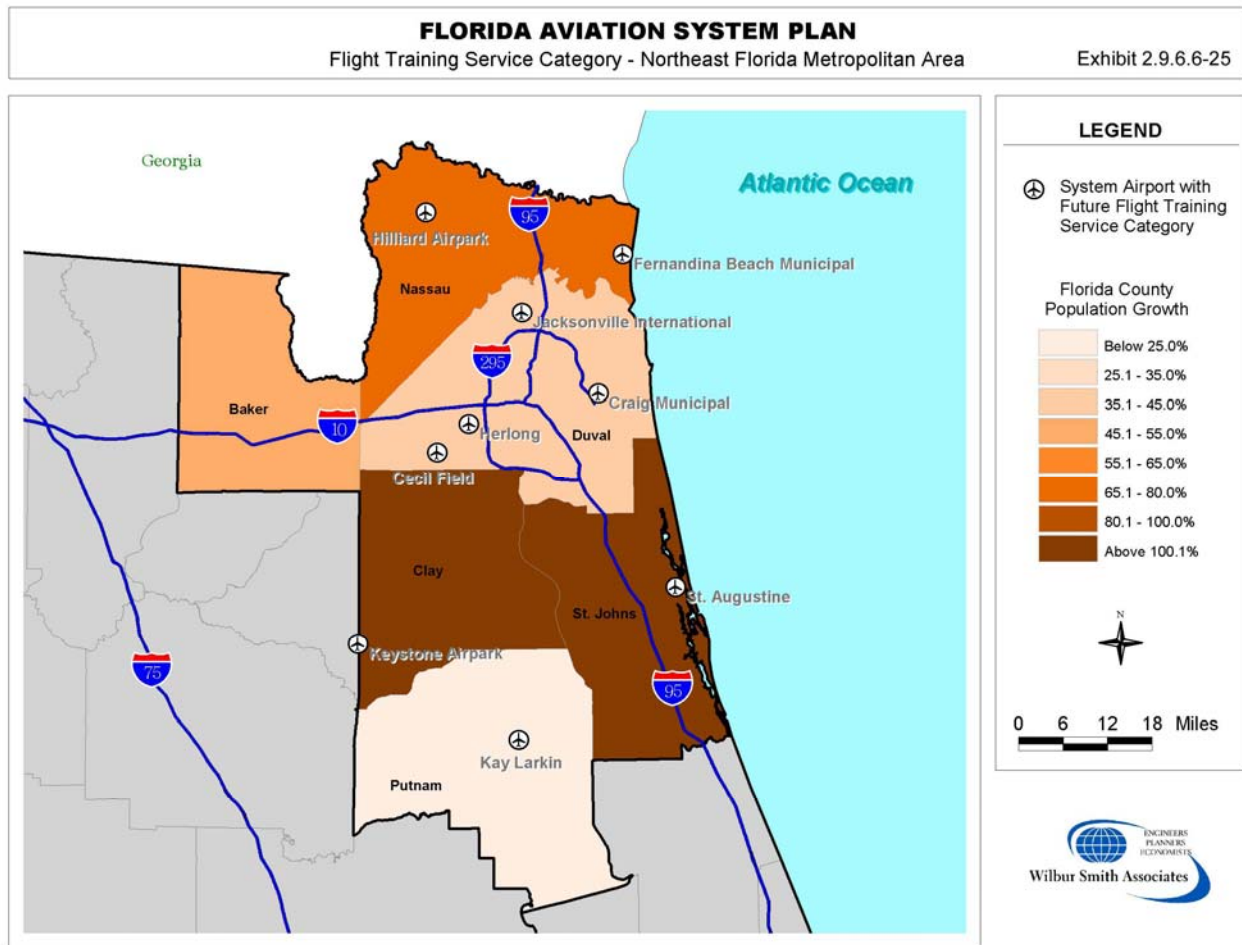 FLORIDA AVIATION SYSTEM PLAN
Flight Training Service Category - Northeast Florida Metropolitan Area
Exhibit 2.9.6.6-25
Georgia
Atlantic Ocean
95
Hilliard Airpark
Fernandina Beach Municipal
Nassau
Jacksonville International
295
Baker
10
Craig Municipal
Herlong
Duval
Cecil Field
Clay
St. Augustine
St. Johns
Keystone Airpark
75
95
Kay Larkin
Putnam
LEGEND
System Airport with
Future Flight Training
Service Category
Florida County
Population Growth
Below 25.0%
25.1 - 35.0%
35.1 - 45.0%
45.1 - 55.0%
55.1 - 65.0%
65.1 - 80.0%
80.1 - 100.0%
Above 100.1%
N
0 6 12 18 Miles
ENGINEERS
PLANNERS
ECONOMISTS
Wilbur Smith Associates